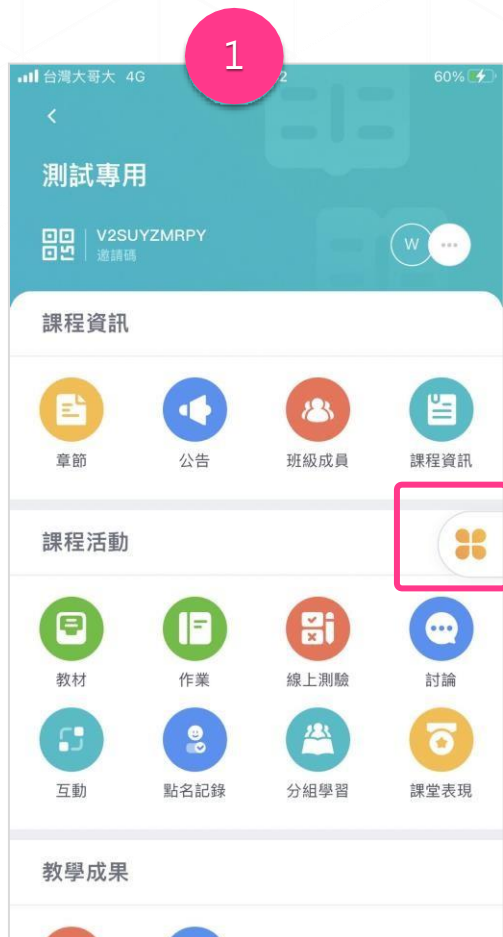 1
台灣大哥大 4G
2
60%
測試專用
V2SUYZMRPY
邀請碼
W
課程資訊
章節 公告 班級成員 課程資訊
課程活動
教材 作業 線上測驗 討論
互動 點名記錄 分組學習 課堂表現
教學成果